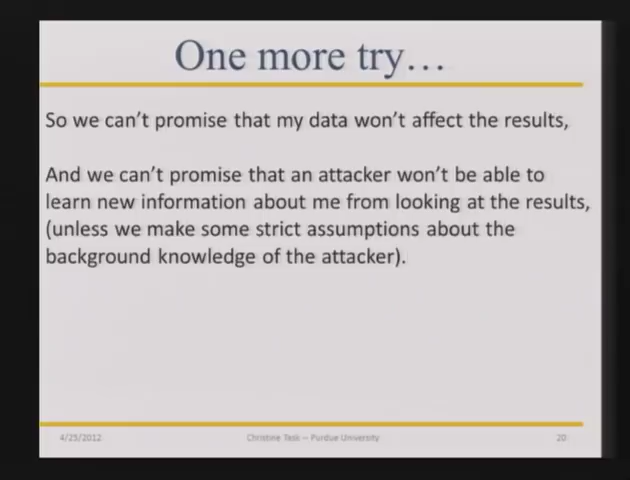 One more try...
So we can't promise that my data won't affect the results,
And we can't promise that an attacker won't be able to
learn new information about me from looking at the results,
(unless we make some strict assumptions about the
background knowledge of the attacker).
4/25/2012
Christine Task – Purdue University
20